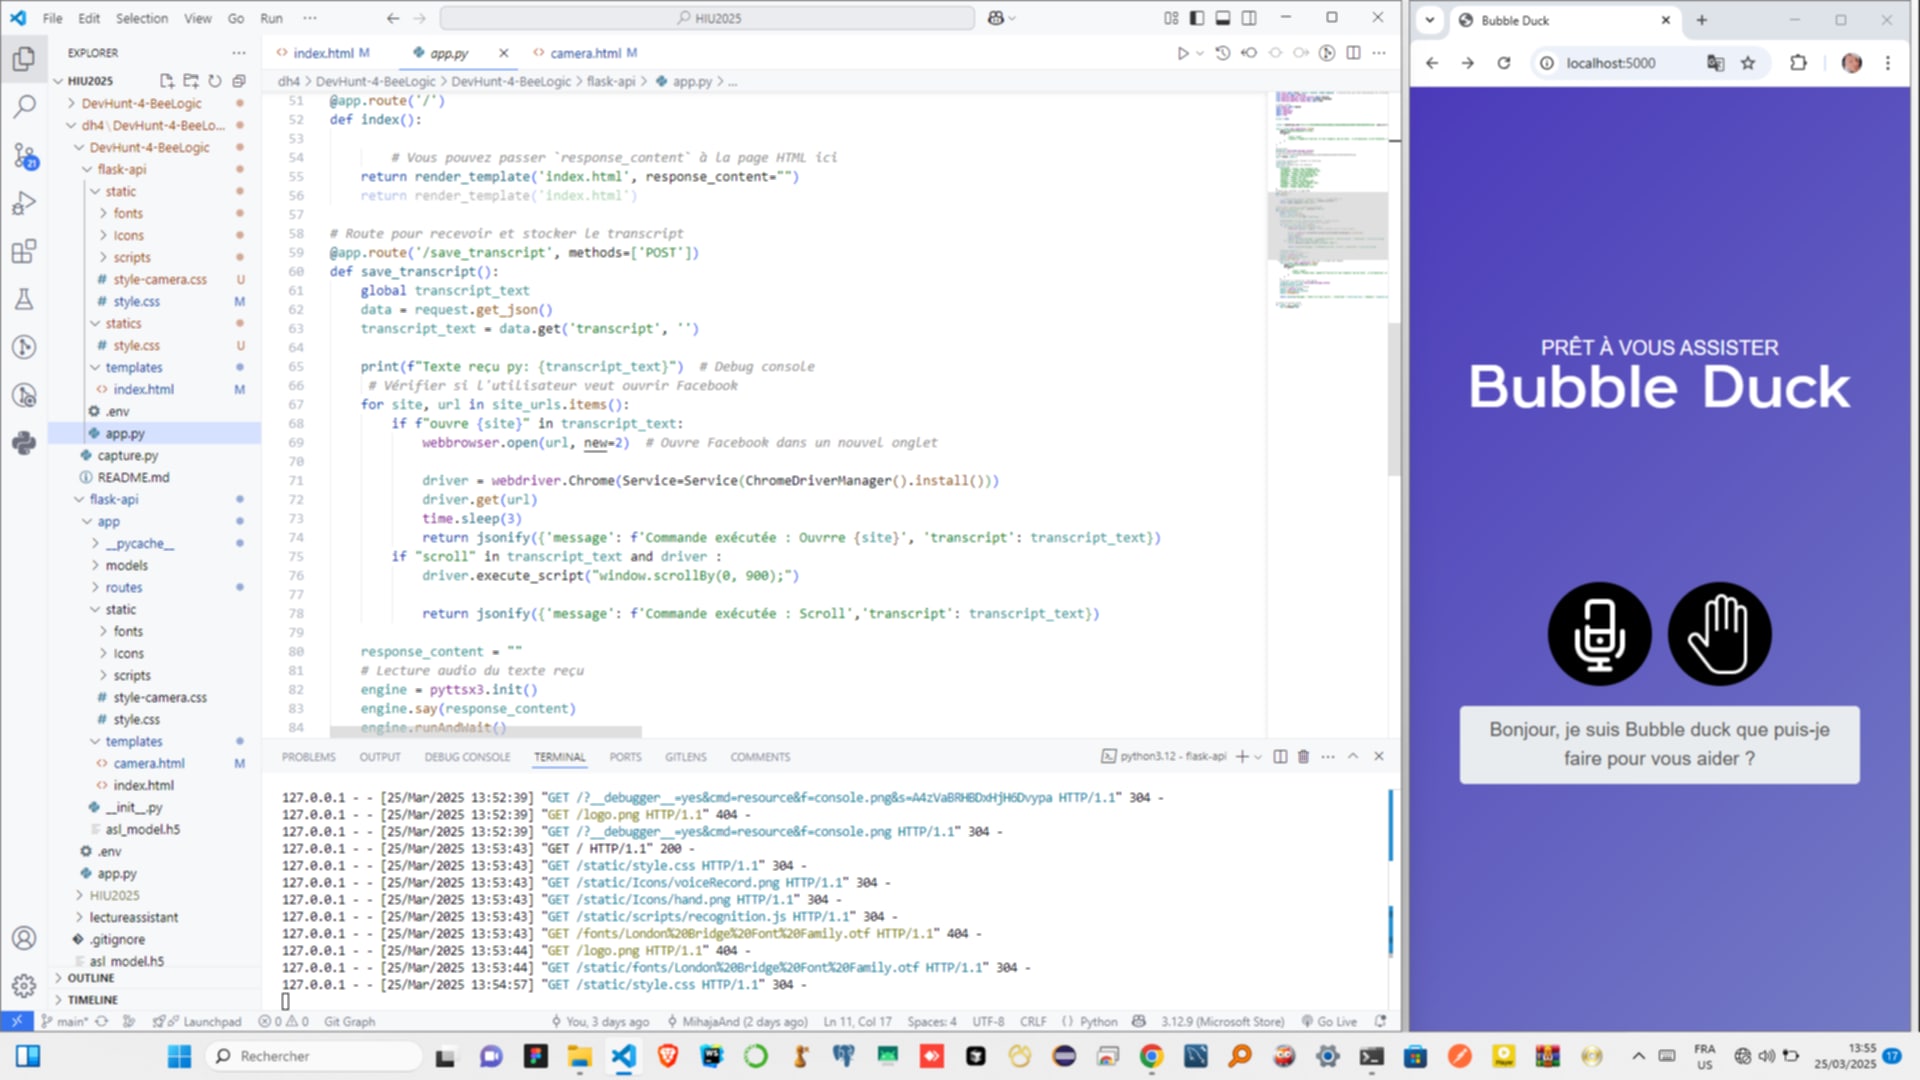 File Edit Selection View Go Run ··· HIU2025
EXPLORER
HIU2025
DevHunt-4-BeeLogic
dh4\DevHunt-4-BeeLo...
DevHunt-4-BeeLogic
flask-api
static
fonts
Icons
scripts
style-camera.css U
style.css M
statics
style.css U
templates
index.html M
.env
app.py
capture.py
README.md
flask-api
app
__pycache__
models
routes
static
fonts
Icons
scripts
style-camera.css
style.css
templates
camera.html M
index.html
__init__.py
asl_model.h5
.env
app.py
HIU2025
lectureassistant
.gitignore
asl_model.h5
OUTLINE
TIMELINE
21
index.html M app.py camera.html M
dh4 > DevHunt-4-BeeLogic > DevHunt-4-BeeLogic > flask-api > app.py > ...
51 @app.route('/')
52 def index():
53
54 # Vous pouvez passer `response_content` à la page HTML ici
55 return render_template('index.html', response_content="")
56 return render_template('index.html')
57
58 # Route pour recevoir et stocker le transcript
59 @app.route('/save_transcript', methods=['POST'])
60 def save_transcript():
61 global transcript_text
62 data = request.get_json()
63 transcript_text = data.get('transcript', '')
64
65 print(f"Texte reçu py: {transcript_text}")  # Debug console
66 # Vérifier si l'utilisateur veut ouvrir Facebook
67 for site, url in site_urls.items():
68 if f"ouvre {site}" in transcript_text:
69 webbrowser.open(url, new=2)  # Ouvre Facebook dans un nouvel onglet
70
71 driver = webdriver.Chrome(Service=Service(ChromeDriverManager().install()))
72 driver.get(url)
73 time.sleep(3)
74 return jsonify({'message': f'Commande exécutée : Ouvrre {site}', 'transcript': transcript_text})
75 if "scroll" in transcript_text and driver :
76 driver.execute_script("window.scrollBy(0, 900);")
77
78 return jsonify({'message': f'Commande exécutée : Scroll','transcript': transcript_text})
79
80 response_content = ""
81 # Lecture audio du texte reçu
82 engine = pyttsx3.init()
83 engine.say(response_content)
84 engine.runAndWait()
PROBLEMS OUTPUT DEBUG CONSOLE TERMINAL PORTS GITLENS COMMENTS python3.12 - flask-api
127.0.0.1 - - [25/Mar/2025 13:52:39] "GET /?__debugger__=yes&cmd=resource&f=console.png&s=A4zVaBRHBDxHjH6Dvypa HTTP/1.1" 304 -
127.0.0.1 - - [25/Mar/2025 13:52:39] "GET /logo.png HTTP/1.1" 404 -
127.0.0.1 - - [25/Mar/2025 13:52:39] "GET /?__debugger__=yes&cmd=resource&f=console.png HTTP/1.1" 304 -
127.0.0.1 - - [25/Mar/2025 13:53:43] "GET / HTTP/1.1" 200 -
127.0.0.1 - - [25/Mar/2025 13:53:43] "GET /static/style.css HTTP/1.1" 304 -
127.0.0.1 - - [25/Mar/2025 13:53:43] "GET /static/Icons/voiceRecord.png HTTP/1.1" 304 -
127.0.0.1 - - [25/Mar/2025 13:53:43] "GET /static/Icons/hand.png HTTP/1.1" 304 -
127.0.0.1 - - [25/Mar/2025 13:53:43] "GET /static/scripts/recognition.js HTTP/1.1" 304 -
127.0.0.1 - - [25/Mar/2025 13:53:43] "GET /fonts/London%20Bridge%20Font%20Family.otf HTTP/1.1" 404 -
127.0.0.1 - - [25/Mar/2025 13:53:44] "GET /logo.png HTTP/1.1" 404 -
127.0.0.1 - - [25/Mar/2025 13:53:44] "GET /static/fonts/London%20Bridge%20Font%20Family.otf HTTP/1.1" 304 -
127.0.0.1 - - [25/Mar/2025 13:54:57] "GET /static/style.css HTTP/1.1" 304 -
main* Launchpad 0 0 Git Graph You, 3 days ago MihajaAnd (2 days ago) Ln 11, Col 17 Spaces: 4 UTF-8 CRLF Python 3.12.9 (Microsoft Store) Go Live
Bubble Duck
localhost:5000
PRÊT À VOUS ASSISTER
Bubble Duck
Bonjour, je suis Bubble duck que puis-je
faire pour vous aider ?
Rechercher
FRA
US
13:55
25/03/2025
17